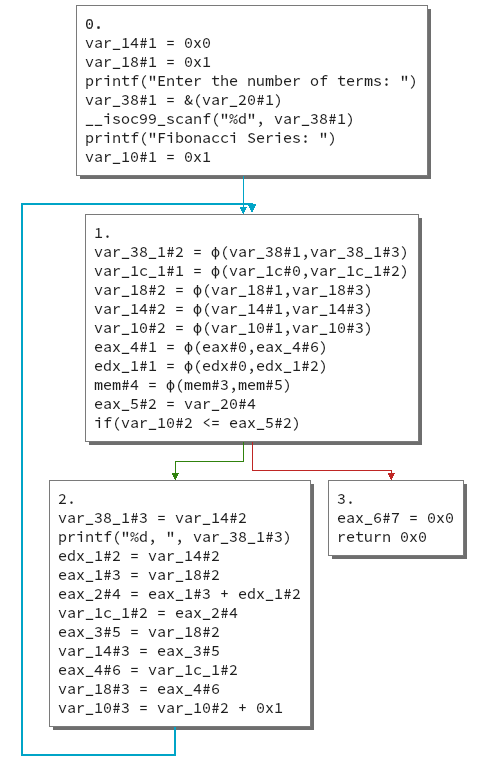 0.
var_14#1 = 0x0
var_18#1 = 0x1
printf("Enter the number of terms: ")
var_38#1 = &(var_20#1)
__isoc99_scanf("%d", var_38#1)
printf("Fibonacci Series: ")
var_10#1 = 0x1
1.
var_38_1#2 = ϕ(var_38#1,var_38_1#3)
var_1c_1#1 = ϕ(var_1c#0,var_1c_1#2)
var_18#2 = ϕ(var_18#1,var_18#3)
var_14#2 = ϕ(var_14#1,var_14#3)
var_10#2 = ϕ(var_10#1,var_10#3)
eax_4#1 = ϕ(eax#0,eax_4#6)
edx_1#1 = ϕ(edx#0,edx_1#2)
mem#4 = ϕ(mem#3,mem#5)
eax_5#2 = var_20#4
if(var_10#2 <= eax_5#2)
2.
var_38_1#3 = var_14#2
printf("%d, ", var_38_1#3)
edx_1#2 = var_14#2
eax_1#3 = var_18#2
eax_2#4 = eax_1#3 + edx_1#2
var_1c_1#2 = eax_2#4
eax_3#5 = var_18#2
var_14#3 = eax_3#5
eax_4#6 = var_1c_1#2
var_18#3 = eax_4#6
var_10#3 = var_10#2 + 0x1
3.
eax_6#7 = 0x0
return 0x0